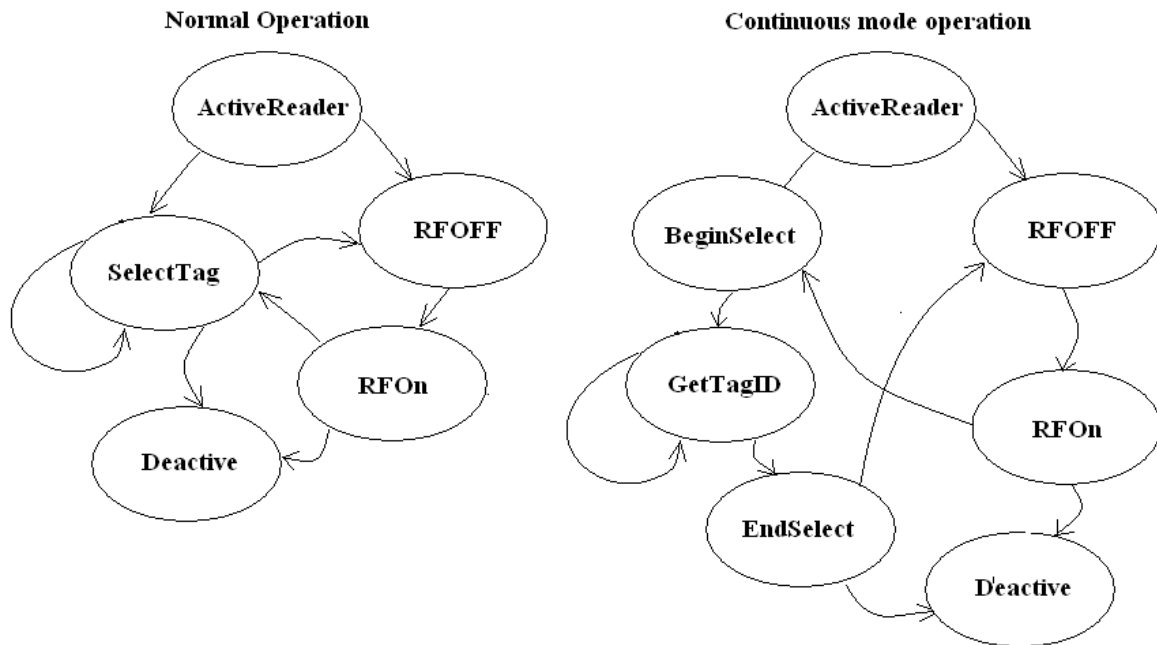 Normal Operation
ActiveReader
RFOFF
SelectTag
RFOn
Deactive
Continuous mode operation
ActiveReader
BeginSelect
RFOFF
GetTagID
RFOn
EndSelect
Deactive